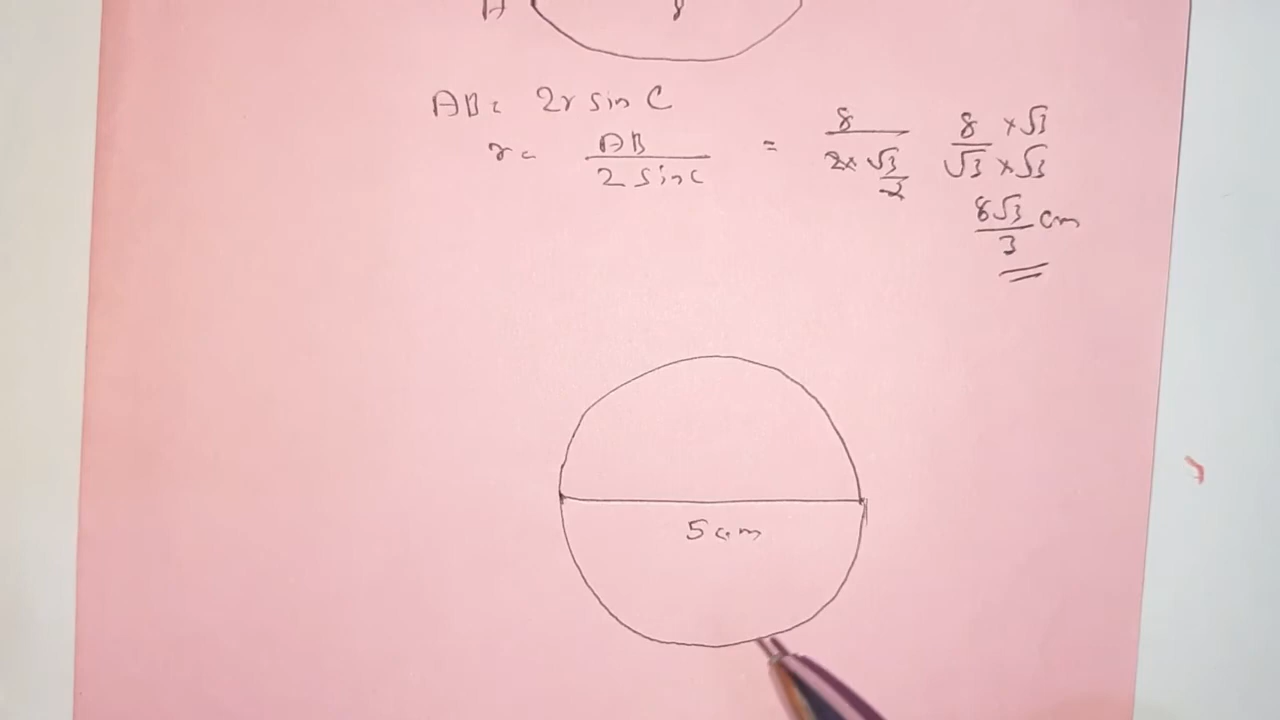 A 8
AB = 2r sin C
r = AB / 2 sin C = 8 / 2 × √3/2 8 × √3 / √3 × √3
8√3 / 3 cm
5 cm